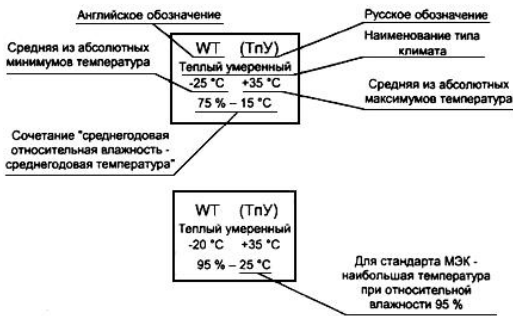 Английское обозначение
Русское обозначение
Средняя из абсолютных
минимумов температура
WT (ТпУ)
Теплый умеренный
-25 °С +35 °С
75 % – 15 °С
Наименование типа
климата
Средняя из абсолютных
максимумов температура
Сочетание "среднегодовая
относительная влажность -
среднегодовая температура"
WT (ТпУ)
Теплый умеренный
-20 °С +35 °С
95 % – 25 °С
Для стандарта МЭК -
наибольшая температура
при относительной
влажности 95 %